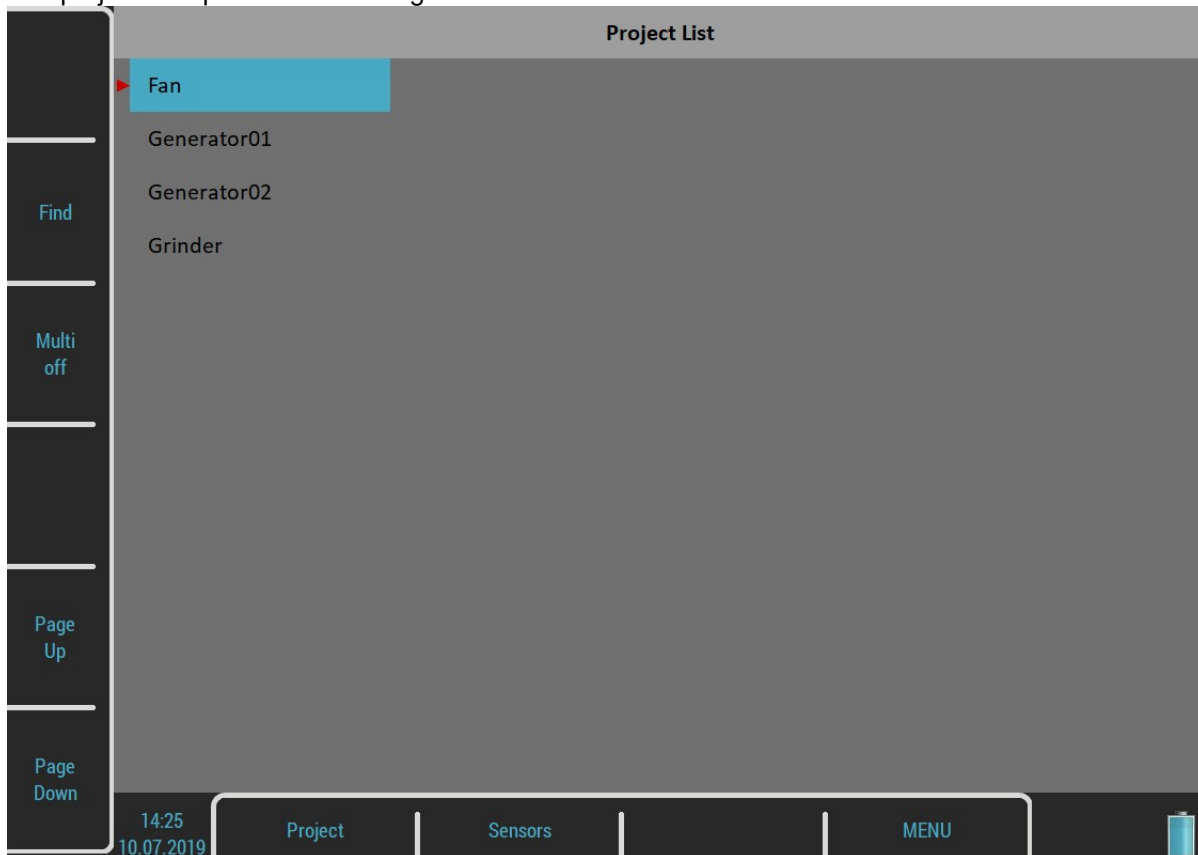 Project List
Fan
Generator01
Generator02
Grinder
Find
Multi
off
Page
Up
Page
Down
14:25
10.07.2019
Project
Sensors
MENU